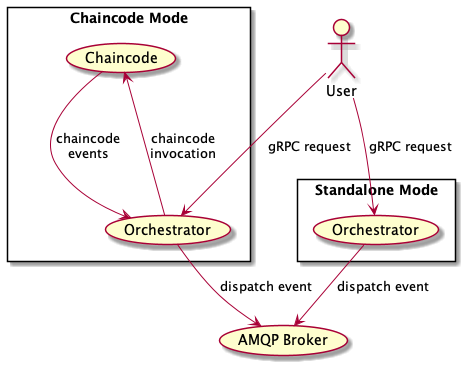 Chaincode Mode
Chaincode
User
chaincode
events
chaincode
invocation
gRPC request
gRPC request
Standalone Mode
Orchestrator
Orchestrator
dispatch event
dispatch event
AMQP Broker